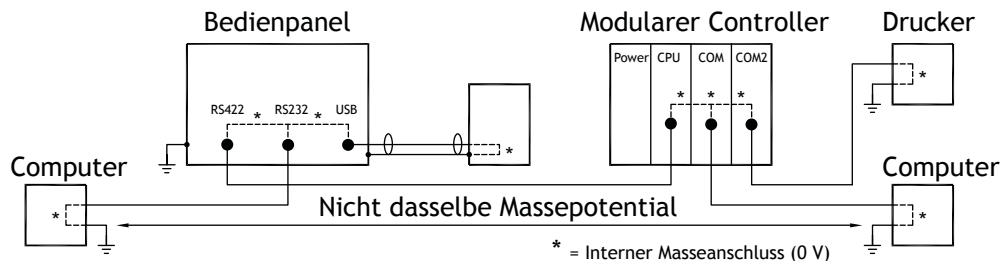 Bedienpanel
Modularer Controller
Drucker
Power CPU COM COM2
*
* * *
RS422 * RS232 * USB
*
Computer
Computer
*
*
Nicht dasselbe Massepotential
* = Interner Masseanschluss (0 V)